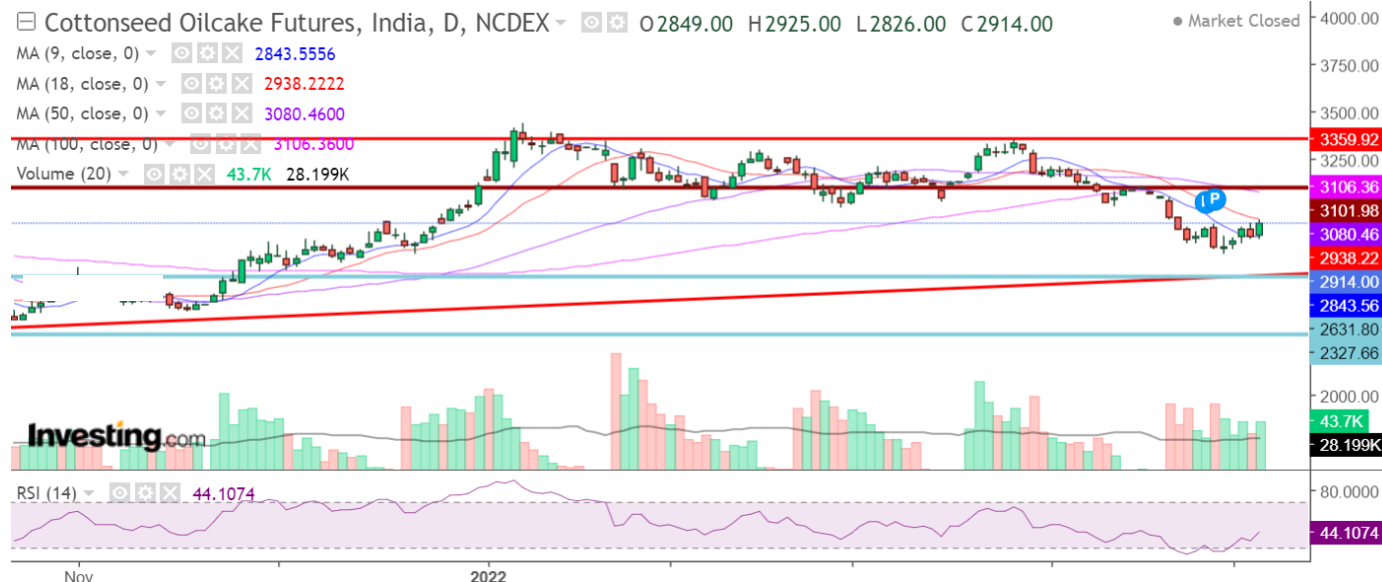 Cottonseed Oilcake Futures, India, D, NCDEX O2849.00 H2925.00 L2826.00 C2914.00
Market Closed
MA (9, close, 0) 2843.5556
MA (18, close, 0) 2938.2222
MA (50, close, 0) 3080.4600
MA (100, close, 0) 3106.3600
Volume (20) 43.7K 28.199K
4000.00
3750.00
3500.00
3359.92
3250.00
3106.36
3101.98
3080.46
2938.22
2914.00
2843.56
2631.80
2327.66
2000.00
43.7K
28.199K
P
Investing.com
RSI (14) 44.1074
80.0000
44.1074
Nov
2022